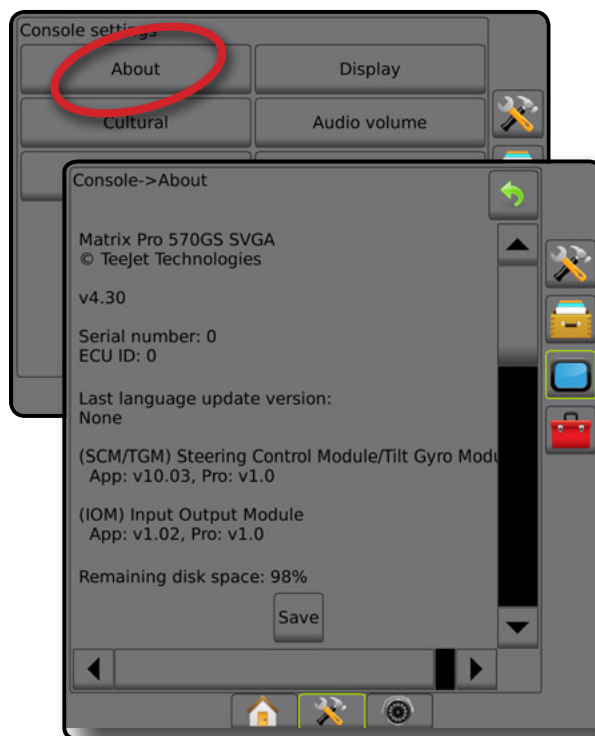 Console settings
About
Display
Cultural
Audio volume
Console->About
Matrix Pro 570GS SVGA
© TeeJet Technologies
v4.30
Serial number: 0
ECU ID: 0
Last language update version:
None
(SCM/TGM) Steering Control Module/Tilt Gyro Modu
App: v10.03, Pro: v1.0
(IOM) Input Output Module
App: v1.02, Pro: v1.0
Remaining disk space: 98%
Save